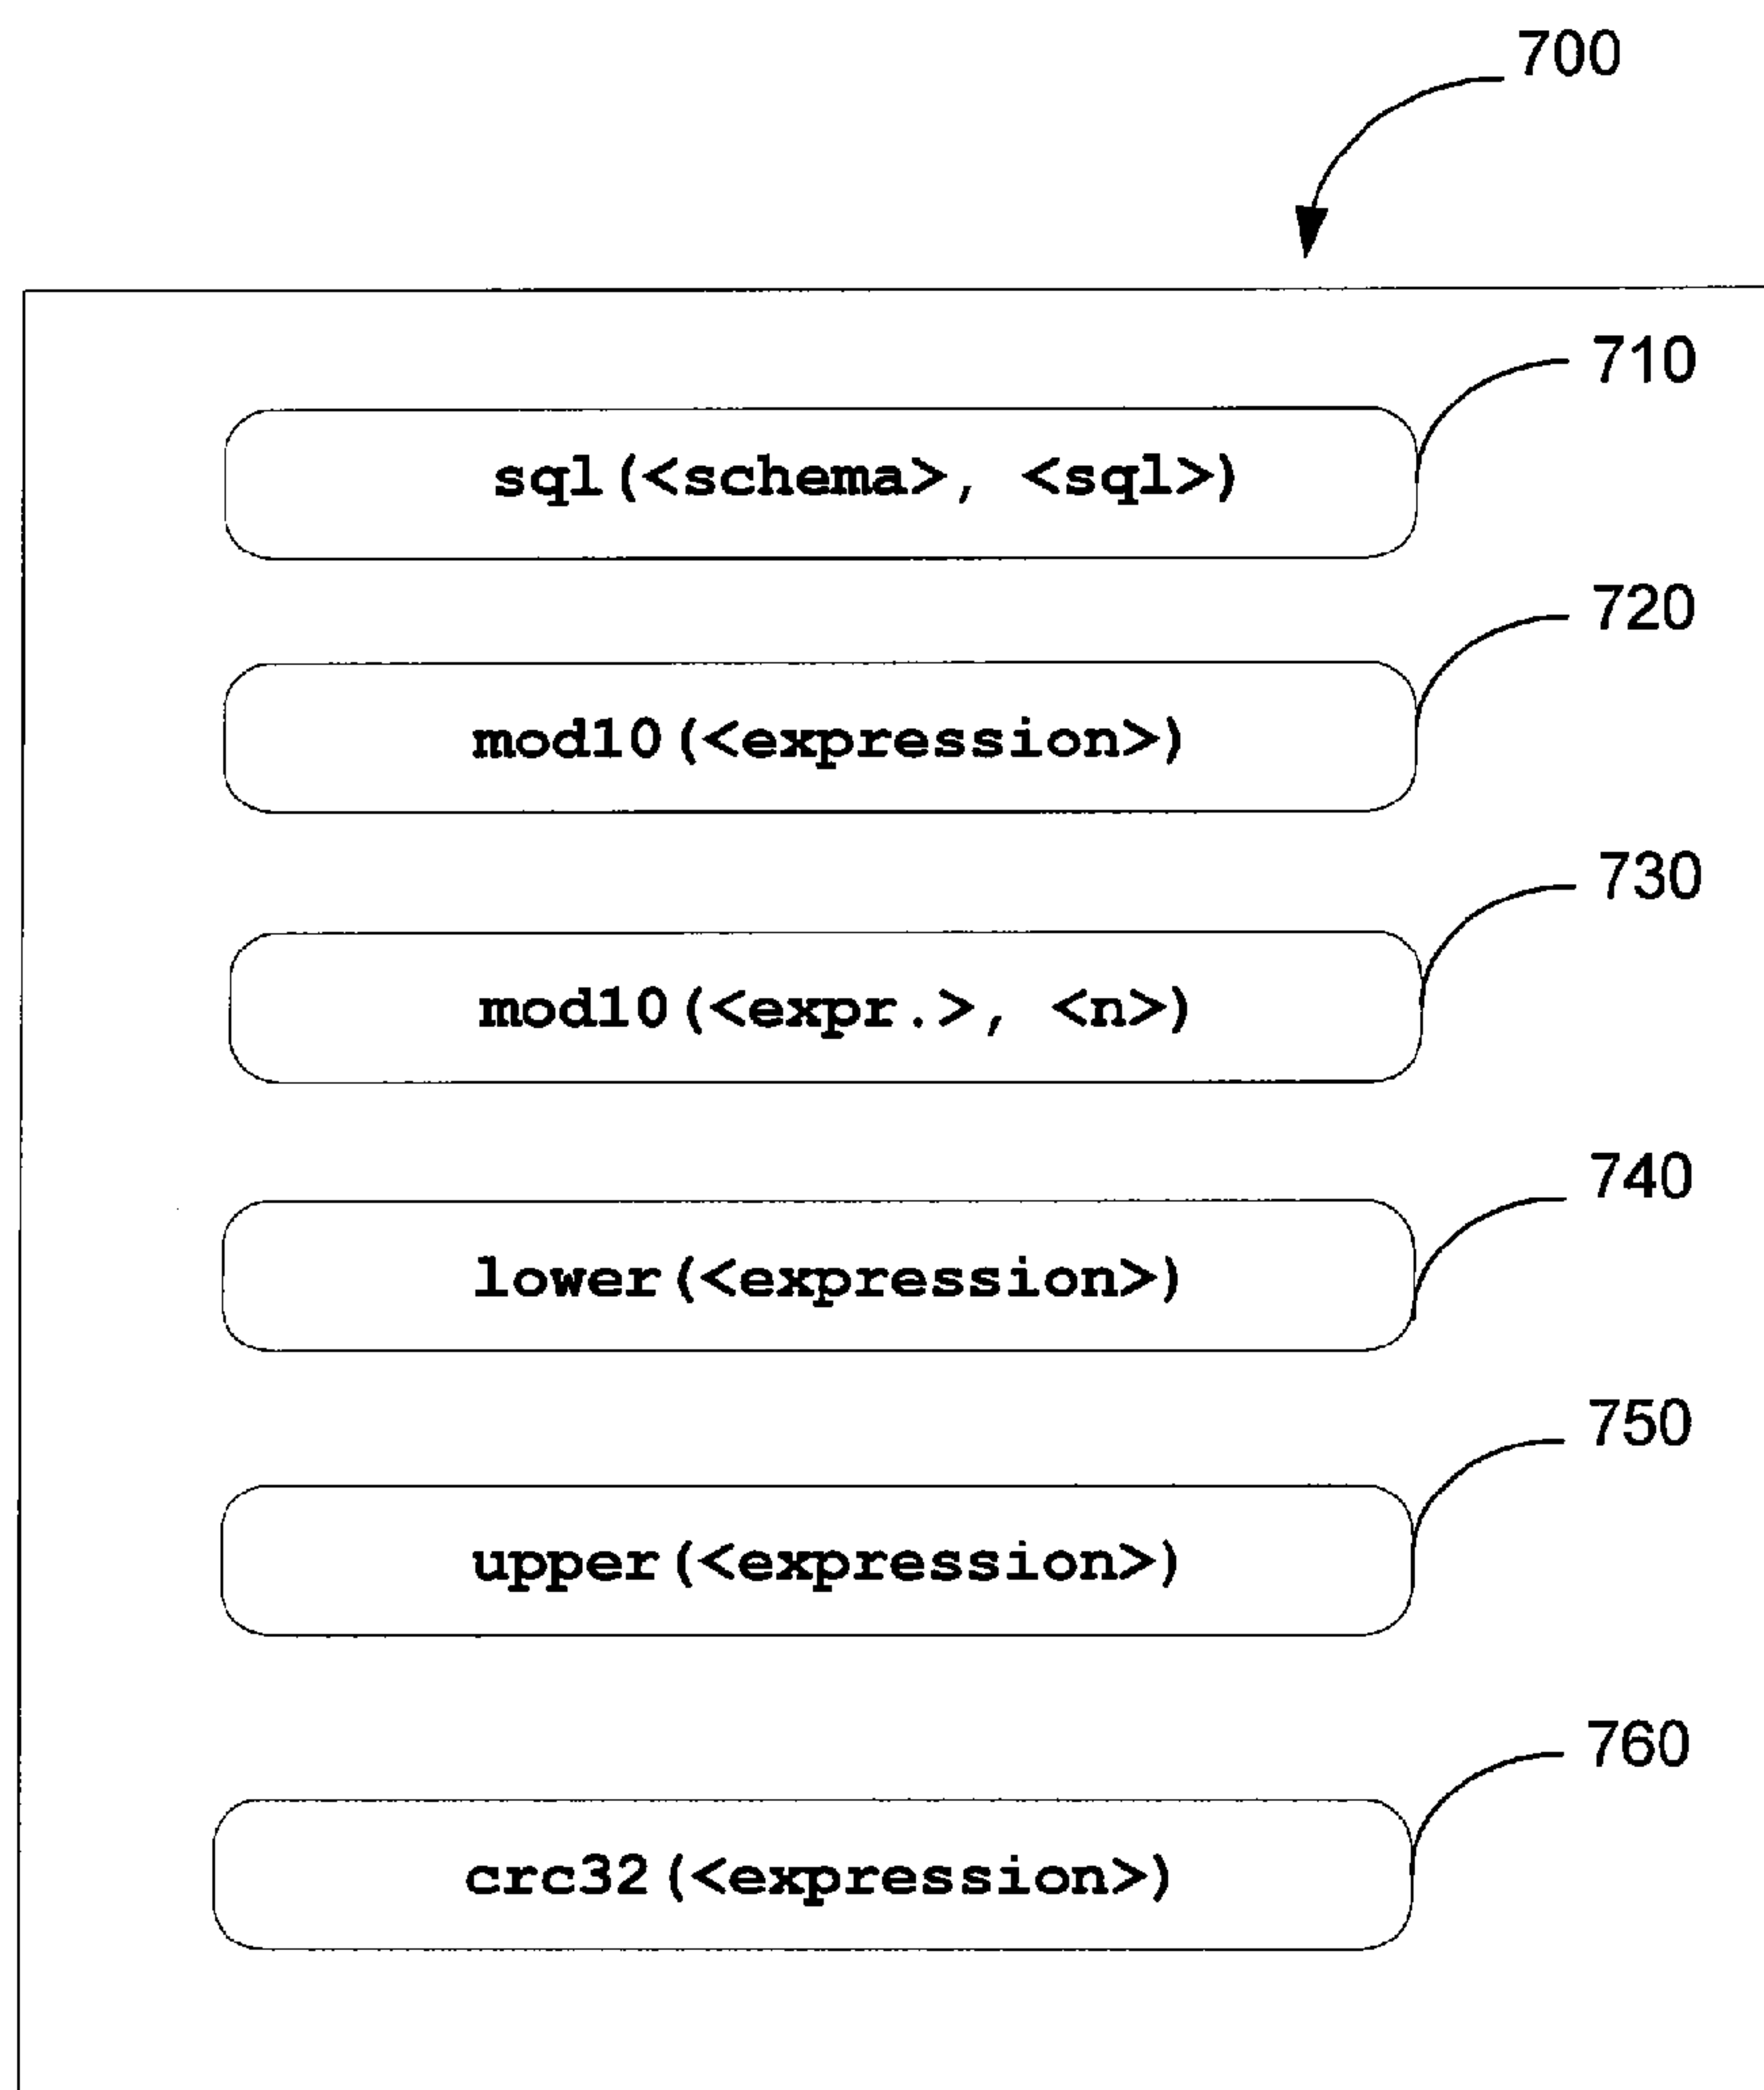 700
710
sql(<schema>, <sql>)
720
mod10(<expression>)
730
mod10(<expr.>, <n>)
740
lower(<expression>)
750
upper(<expression>)
760
crc32(<expression>)